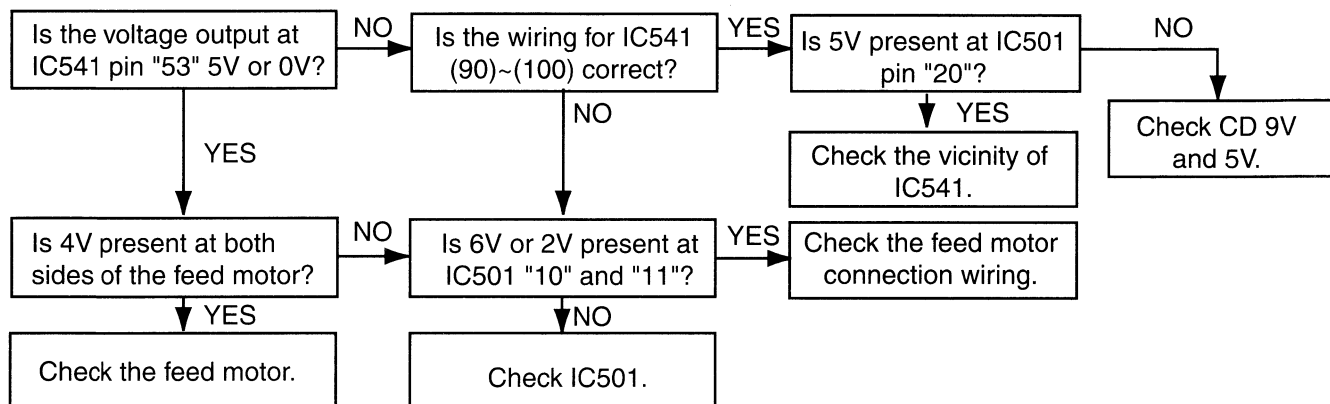 Is the voltage output at
IC541 pin "53" 5V or 0V?
NO
Is the wiring for IC541
(90)~(100) correct?
YES
Is 5V present at IC501
pin "20"?
NO
YES
NO
YES
Check the vicinity of
IC541.
Check CD 9V
and 5V.
Is 4V present at both
sides of the feed motor?
NO
Is 6V or 2V present at
IC501 "10" and "11"?
YES
Check the feed motor
connection wiring.
YES
NO
Check the feed motor.
Check IC501.